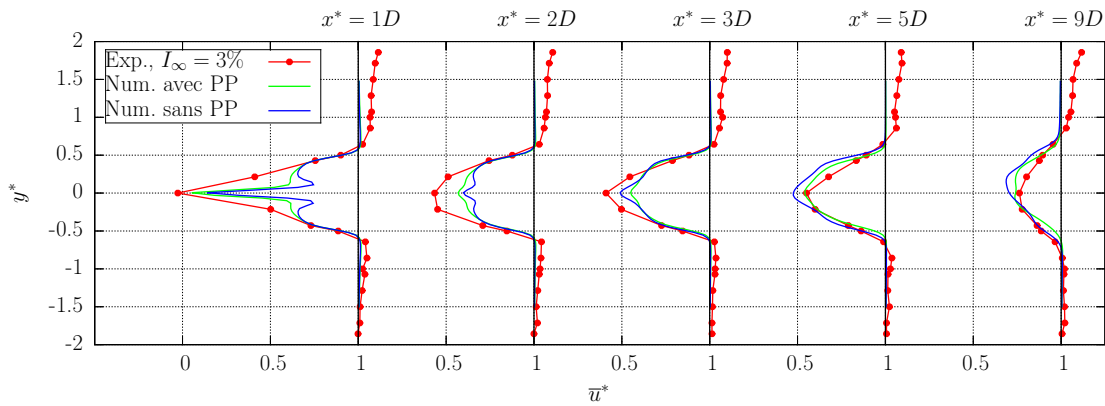 x* = 1D x* = 2D x* = 3D x* = 5D x* = 9D
2
Exp., I∞ = 3%
1.5
Num. avec PP
Num. sans PP
1
0.5
0
y*
-0.5
-1
-1.5
-2
0 0.5 1 0.5 1 0.5 1 0.5 1 0.5 1
u̅*